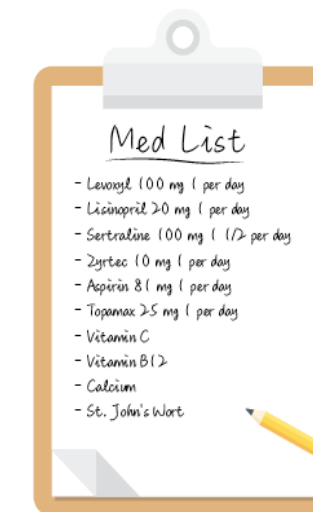 Med List
- Levoxyl 100 mg 1 per day
- Lisinopril 20 mg 1 per day
- Sertraline 100 mg 1 1/2 per day
- Zyrtec 10 mg 1 per day
- Aspirin 81 mg 1 per day
- Topamax 25 mg 1 per day
- Vitamin C
- Vitamin B12
- Calcium
- St. John's Wort